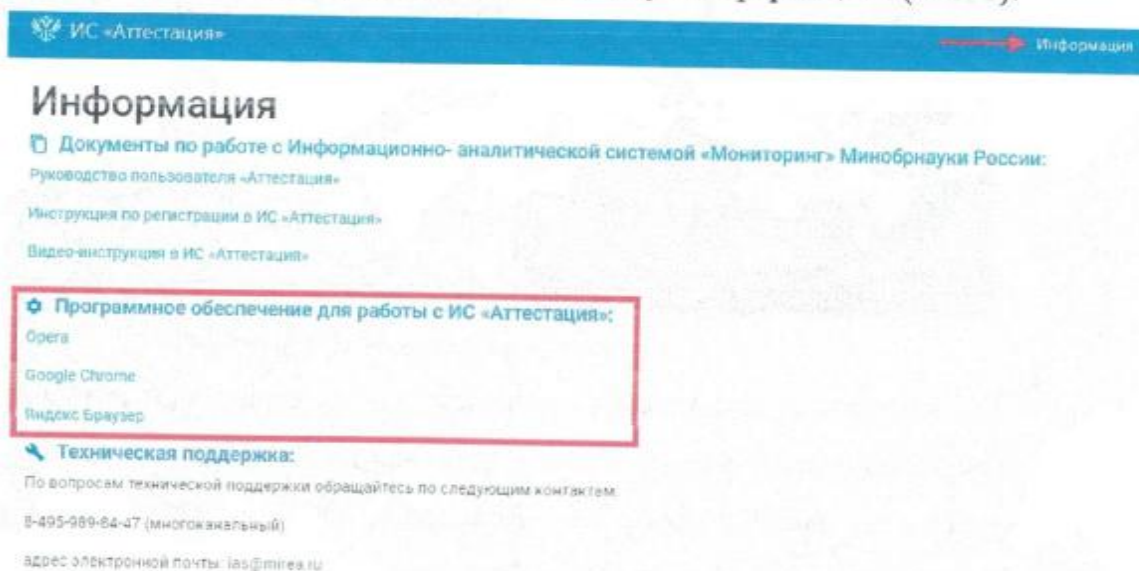 ИС «Аттестация»
Информация
Информация
Документы по работе с Информационно- аналитической системой «Мониторинг» Минобрнауки России:
Руководство пользователя «Аттестация»
Инструкция по регистрации в ИС «Аттестация»
Видео-инструкция в ИС «Аттестация»
Программное обеспечение для работы с ИС «Аттестация»:
Opera
Google Chrome
Яндекс Браузер
Техническая поддержка:
По вопросам технической поддержки обращайтесь по следующим контактам:
8-495-989-84-47 (многоканальный)
адрес электронной почты: ias@mirea.ru